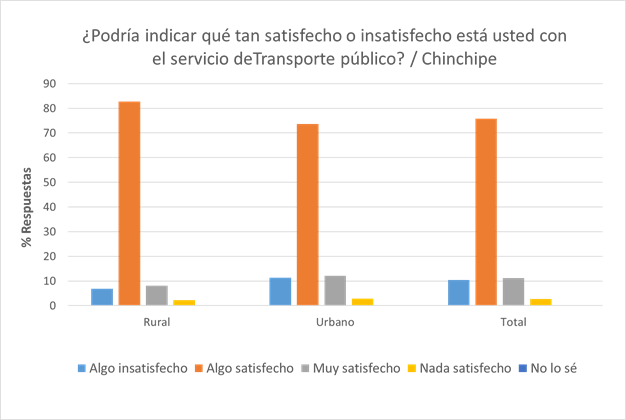 ¿Podría indicar qué tan satisfecho o insatisfecho está usted con
el servicio deTransporte público? / Chinchipe
90
80
70
60
50
40
30
20
10
0
% Respuestas
Rural Urbano Total
Algo insatisfecho Algo satisfecho Muy satisfecho Nada satisfecho No lo sé